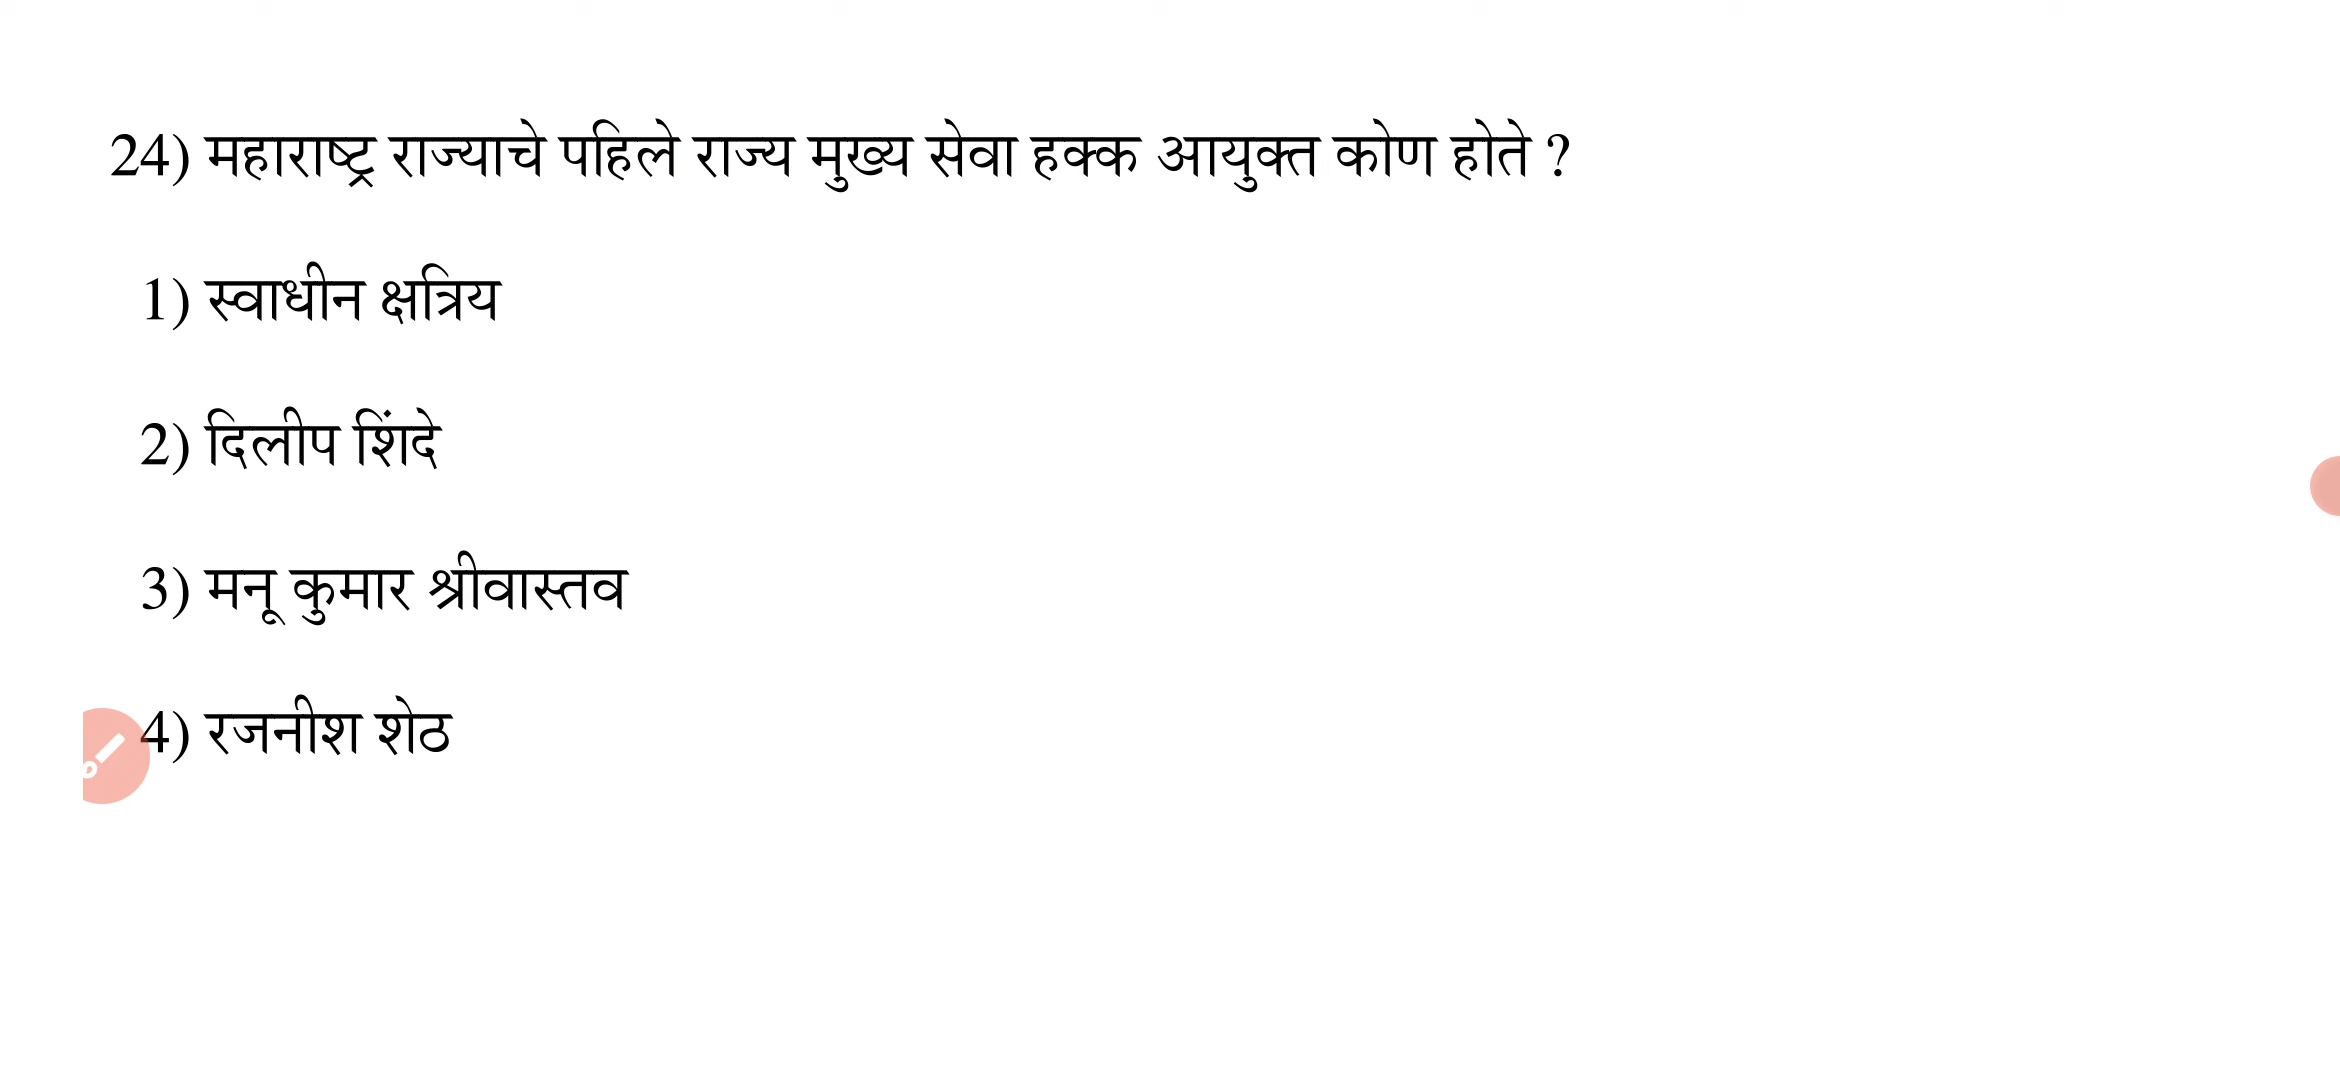 24) महाराष्ट्र राज्याचे पहिले राज्य मुख्य सेवा हक्क आयुक्त कोण होते ?
1) स्वाधीन क्षत्रिय
2) दिलीप शिंदे
3) मनू कुमार श्रीवास्तव
4) रजनीश शेठ